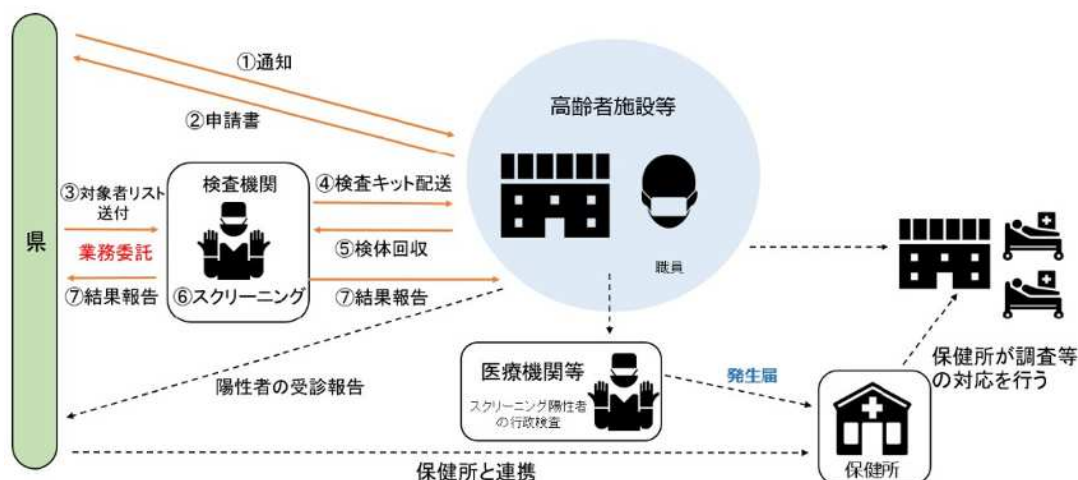 ①通知
②申請書
高齢者施設等
県
③対象者リスト
送付
業務委託
⑦結果報告
検査機関
⑥スクリーニング
④検査キット配送
⑤検体回収
⑦結果報告
職員
陽性者の受診報告
医療機関等
スクリーニング陽性者
の行政検査
発生届
保健所が調査等
の対応を行う
保健所
保健所と連携